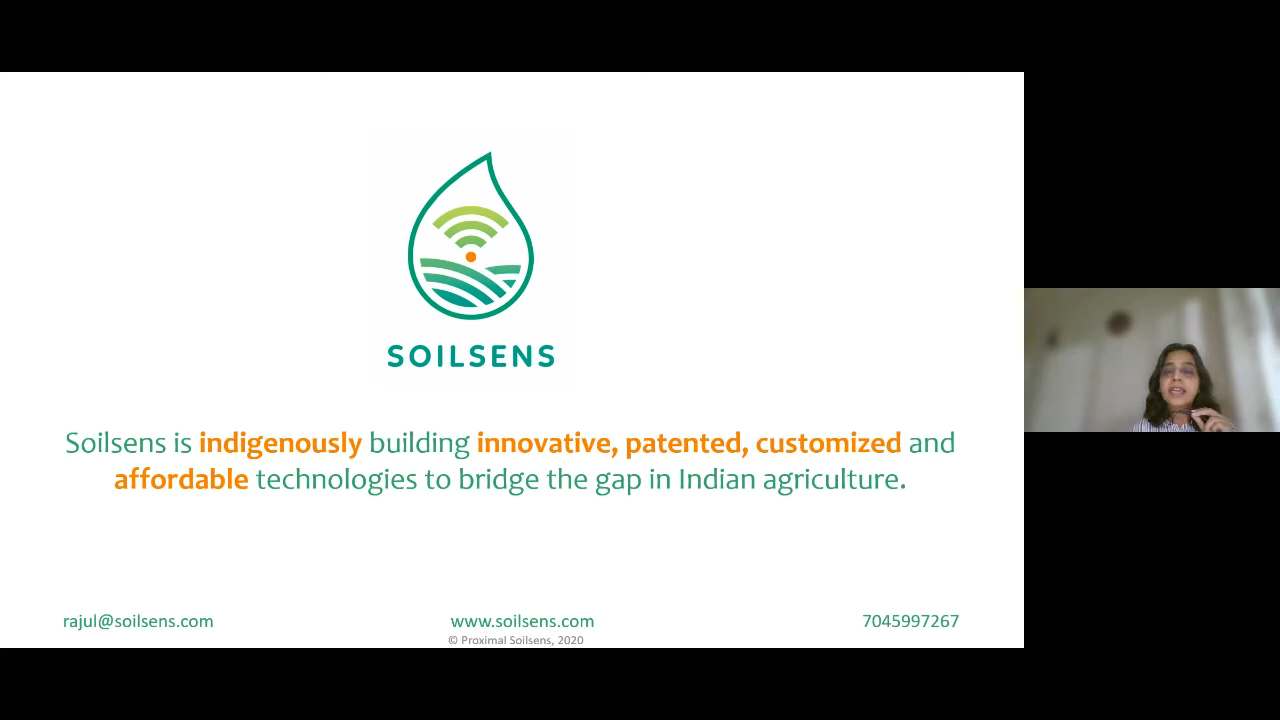 SOILSENS
Soilsens is indigenously building innovative, patented, customized and
affordable technologies to bridge the gap in Indian agriculture.
rajul@soilsens.com
www.soilsens.com
7045997267
© Proximal Soilsens, 2020